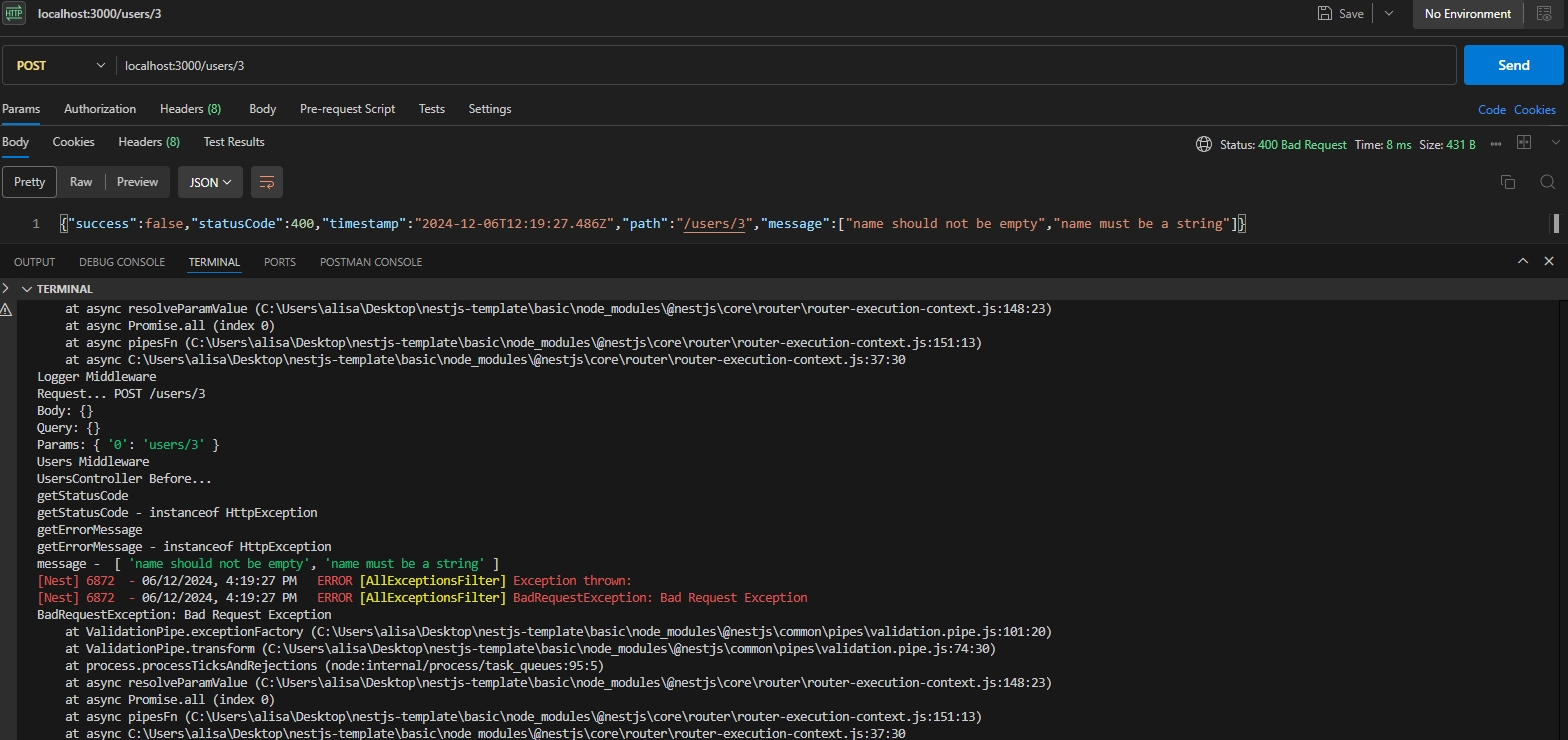 HTTP localhost:3000/users/3 Save No Environment
POST localhost:3000/users/3 Send
Params Authorization Headers (8) Body Pre-request Script Tests Settings Code Cookies
Body Cookies Headers (8) Test Results Status: 400 Bad Request Time: 8 ms Size: 431 B
Pretty Raw Preview JSON
1 {"success":false,"statusCode":400,"timestamp":"2024-12-06T12:19:27.486Z","path":"/users/3","message":["name should not be empty","name must be a string"]}
OUTPUT DEBUG CONSOLE TERMINAL PORTS POSTMAN CONSOLE
TERMINAL
at async resolveParamValue (C:\Users\alisa\Desktop\nestjs-template\basic\node_modules\@nestjs\core\router\router-execution-context.js:148:23)
at async Promise.all (index 0)
at async pipesFn (C:\Users\alisa\Desktop\nestjs-template\basic\node_modules\@nestjs\core\router\router-execution-context.js:151:13)
at async C:\Users\alisa\Desktop\nestjs-template\basic\node_modules\@nestjs\core\router\router-execution-context.js:37:30
Logger Middleware
Request... POST /users/3
Body: {}
Query: {}
Params: { '0': 'users/3' }
Users Middleware
UsersController Before...
getStatusCode
getStatusCode - instanceof HttpException
getErrorMessage
getErrorMessage - instanceof HttpException
message -  [ 'name should not be empty', 'name must be a string' ]
[Nest] 6872  - 06/12/2024, 4:19:27 PM   ERROR [AllExceptionsFilter] Exception thrown:
[Nest] 6872  - 06/12/2024, 4:19:27 PM   ERROR [AllExceptionsFilter] BadRequestException: Bad Request Exception
BadRequestException: Bad Request Exception
at ValidationPipe.exceptionFactory (C:\Users\alisa\Desktop\nestjs-template\basic\node_modules\@nestjs\common\pipes\validation.pipe.js:101:20)
at ValidationPipe.transform (C:\Users\alisa\Desktop\nestjs-template\basic\node_modules\@nestjs\common\pipes\validation.pipe.js:74:30)
at process.processTicksAndRejections (node:internal/process/task_queues:95:5)
at async resolveParamValue (C:\Users\alisa\Desktop\nestjs-template\basic\node_modules\@nestjs\core\router\router-execution-context.js:148:23)
at async Promise.all (index 0)
at async pipesFn (C:\Users\alisa\Desktop\nestjs-template\basic\node_modules\@nestjs\core\router\router-execution-context.js:151:13)
at async C:\Users\alisa\Desktop\nestjs-template\basic\node_modules\@nestjs\core\router\router-execution-context.js:37:30